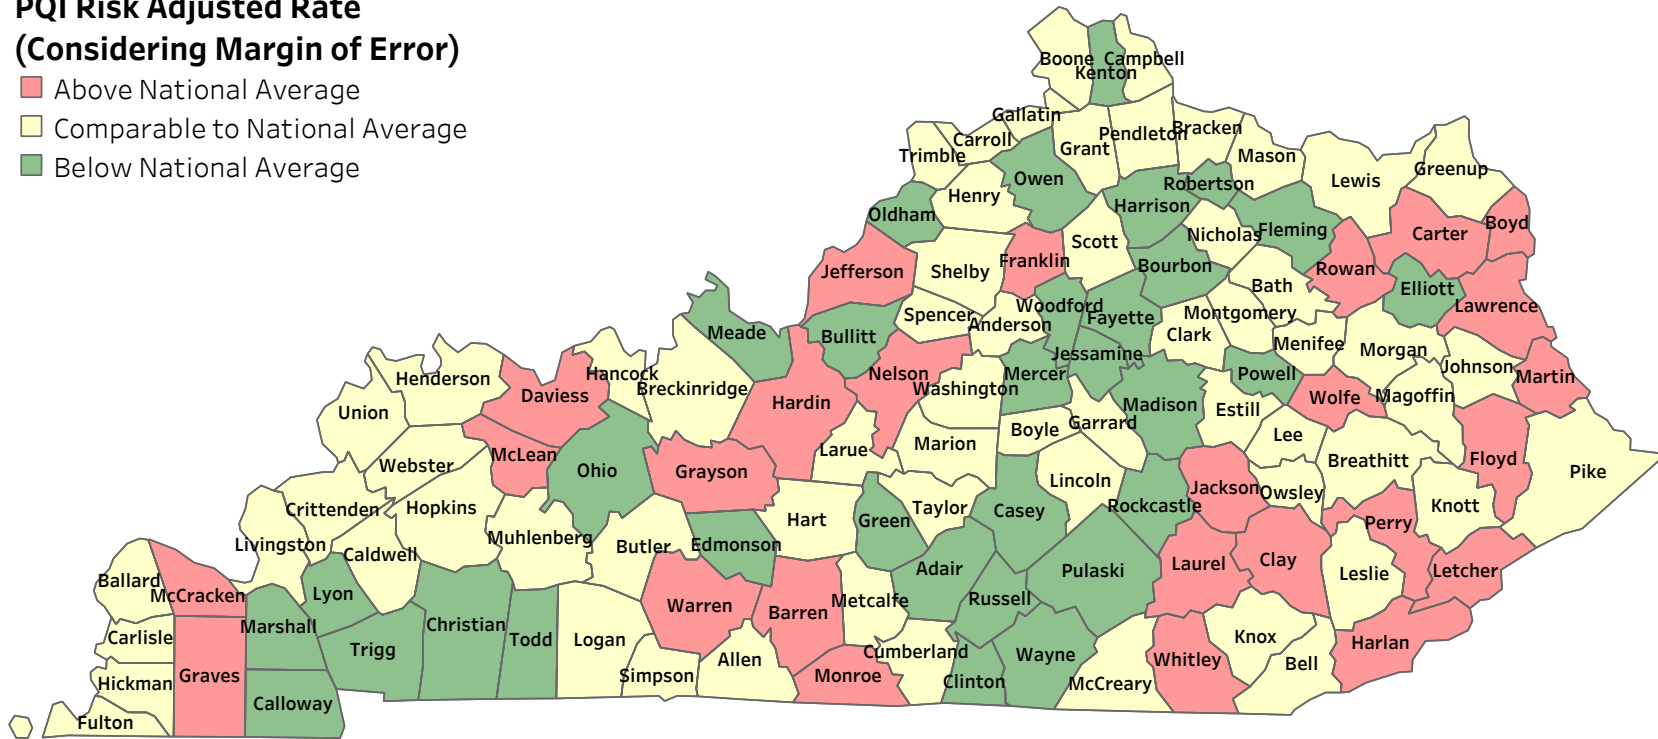 PQI Risk Adjusted Rate
(Considering Margin of Error)
Above National Average
Comparable to National Average
Below National Average
Boone
Kenton
Campbell
Gallatin
Carroll
Trimble
Grant
Pendleton
Bracken
Mason
Lewis
Greenup
Owen
Henry
Oldham
Harrison
Robertson
Fleming
Nicholas
Carter
Boyd
Jefferson
Shelby
Franklin
Scott
Bourbon
Bath
Rowan
Elliott
Lawrence
Meade
Bullitt
Spencer
Anderson
Woodford
Fayette
Clark
Montgomery
Menifee
Morgan
Johnson
Martin
Henderson
Union
Daviess
Hancock
Breckinridge
Hardin
Nelson
Washington
Mercer
Jessamine
Madison
Powell
Estill
Wolfe
Magoffin
Webster
McLean
Ohio
Grayson
Larue
Marion
Boyle
Garrard
Lincoln
Lee
Breathitt
Floyd
Pike
Crittenden
Hopkins
Muhlenberg
Butler
Edmonson
Hart
Green
Taylor
Casey
Rockcastle
Jackson
Owsley
Perry
Knott
Livingston
Caldwell
Ballard
McCracken
Lyon
Marshall
Trigg
Christian
Todd
Logan
Warren
Barren
Metcalfe
Adair
Russell
Pulaski
Laurel
Clay
Leslie
Letcher
Carlisle
Hickman
Graves
Fulton
Calloway
Simpson
Allen
Monroe
Cumberland
Clinton
Wayne
McCreary
Whitley
Knox
Bell
Harlan